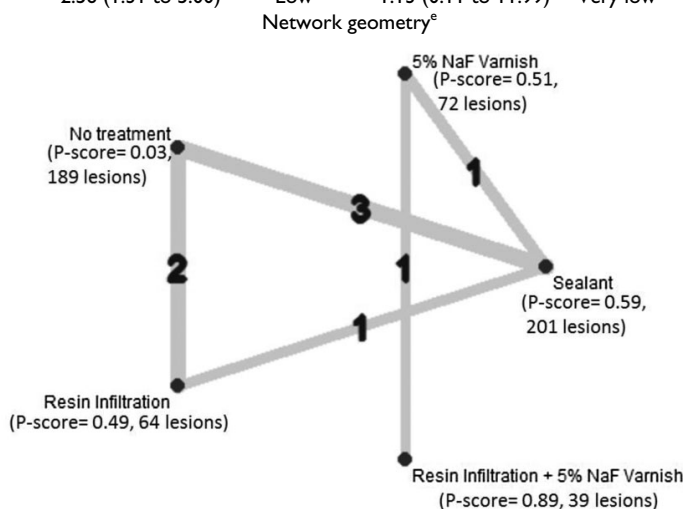 Network geometryᵉ
5% NaF Varnish
(P-score= 0.51,
72 lesions)
No treatment
(P-score= 0.03,
189 lesions)
1
3
2
1
Sealant
(P-score= 0.59,
201 lesions)
1
Resin Infiltration
(P-score= 0.49, 64 lesions)
Resin Infiltration + 5% NaF Varnish
(P-score= 0.89, 39 lesions)